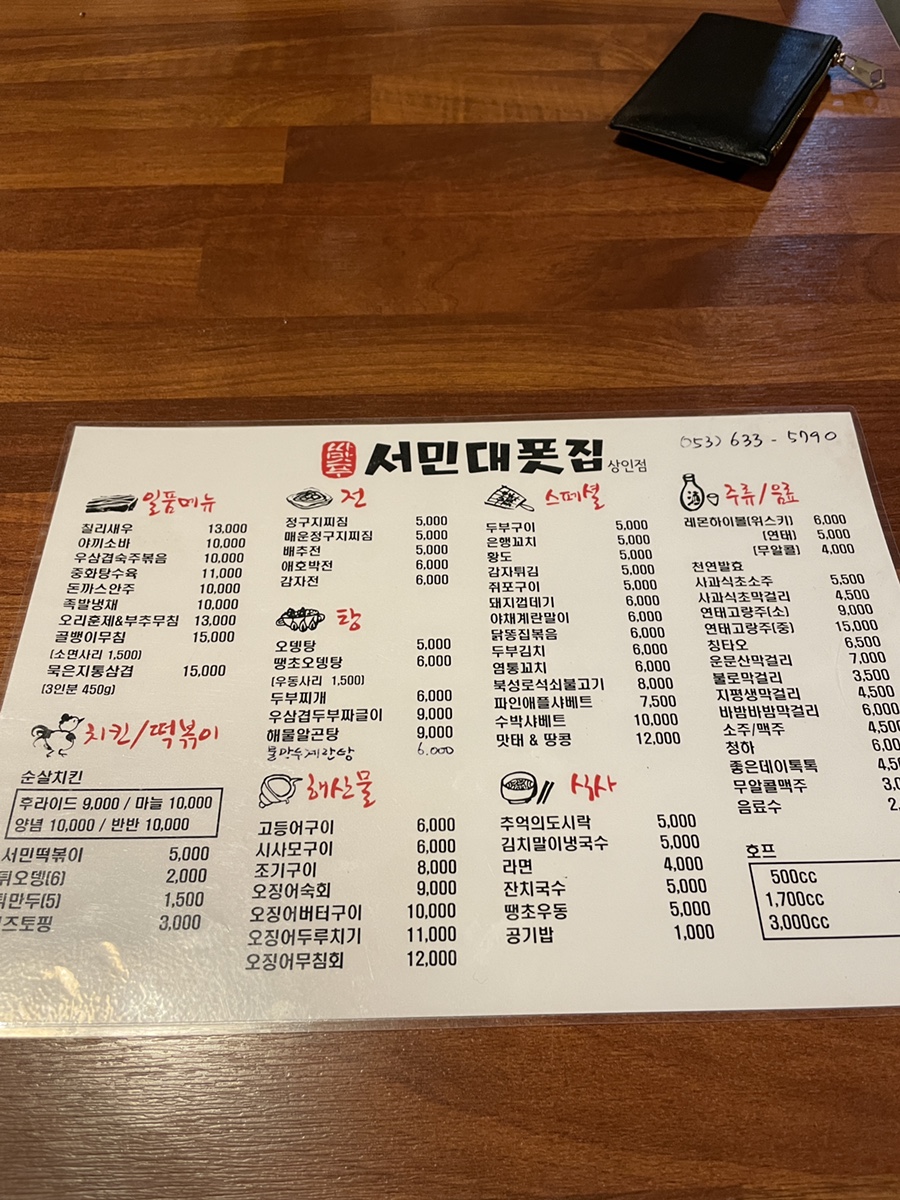 서민대폿집 상인점
(053) 633 - 5790
일품메뉴
칠리새우 13,000
야끼소바 10,000
우삼겹숙주볶음 10,000
중화탕수육 11,000
돈까스안주 10,000
족발냉채 10,000
오리훈제&부추무침 13,000
골뱅이무침 15,000
(소면사리 1,500)
묵은지통삼겹 15,000
(3인분 450g)
치킨/떡볶이
순살치킨
후라이드 9,000 / 마늘 10,000
양념 10,000 / 반반 10,000
서민떡볶이 5,000
튀오뎅(6) 2,000
튀만두(5) 1,500
즈토핑 3,000
전
정구지찌짐 5,000
매운정구지찌짐 5,000
배추전 5,000
애호박전 6,000
감자전 6,000
탕
오뎅탕 5,000
땡초오뎅탕 6,000
(우동사리 1,500)
두부찌개 6,000
우삼겹두부짜글이 9,000
해물알곤탕 9,000
물만두계란탕 6.000
해산물
고등어구이 6,000
시사모구이 6,000
조기구이 8,000
오징어숙회 9,000
오징어버터구이 10,000
오징어두루치기 11,000
오징어무침회 12,000
스페셜
두부구이 5,000
은행꼬치 5,000
황도 5,000
감자튀김 5,000
쥐포구이 5,000
돼지껍데기 6,000
야채계란말이 6,000
닭똥집볶음 6,000
두부김치 6,000
염통꼬치 6,000
북성로석쇠불고기 8,000
파인애플샤베트 7,500
수박샤베트 10,000
맛태 & 땅콩 12,000
식사
추억의도시락 5,000
김치말이냉국수 5,000
라면 4,000
잔치국수 5,000
땡초우동 5,000
공기밥 1,000
酒
주류/음료
레몬하이볼(위스키) 6,000
(연태) 5,000
(무알콜) 4,000
천연발효
사과식초소주 5,500
사과식초막걸리 4,500
연태고량주(소) 9,000
연태고량주(중) 15,000
칭타오 6,500
운문산막걸리 7,000
불로막걸리 3,500
지평생막걸리 4,500
바밤바밤막걸리 6,000
소주/맥주 4,500
청하 6,00
좋은데이톡톡 4,5
무알콜맥주 3,0
음료수 2,
호프
500cc
1,700cc
3,000cc